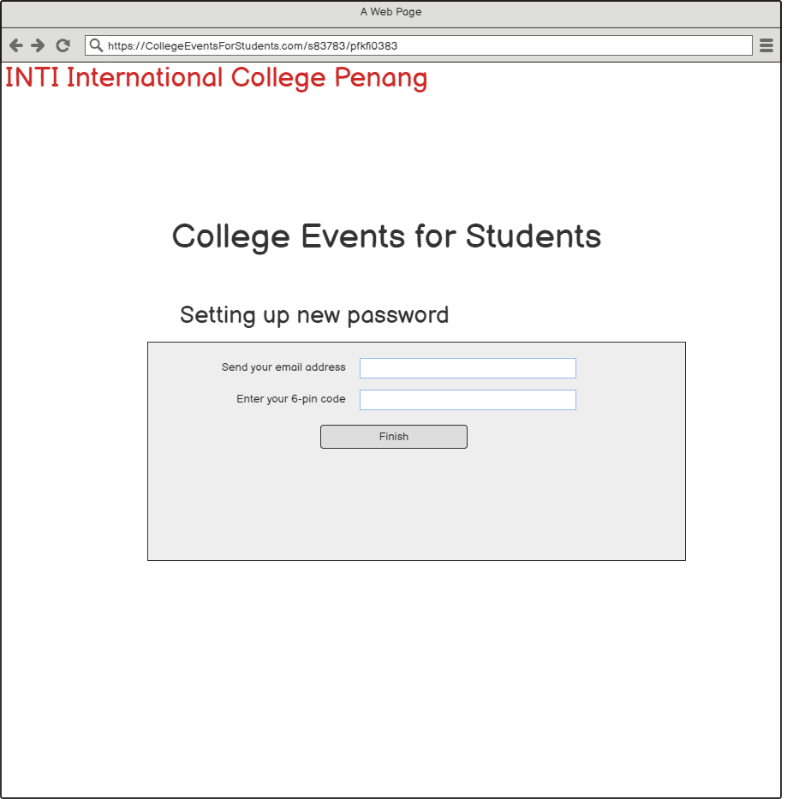 A Web Page
https://CollegeEventsForStudents.com/s83783/pfkfi0383
INTI International College Penang
College Events for Students
Setting up new password
Send your email address
Enter your 6-pin code
Finish